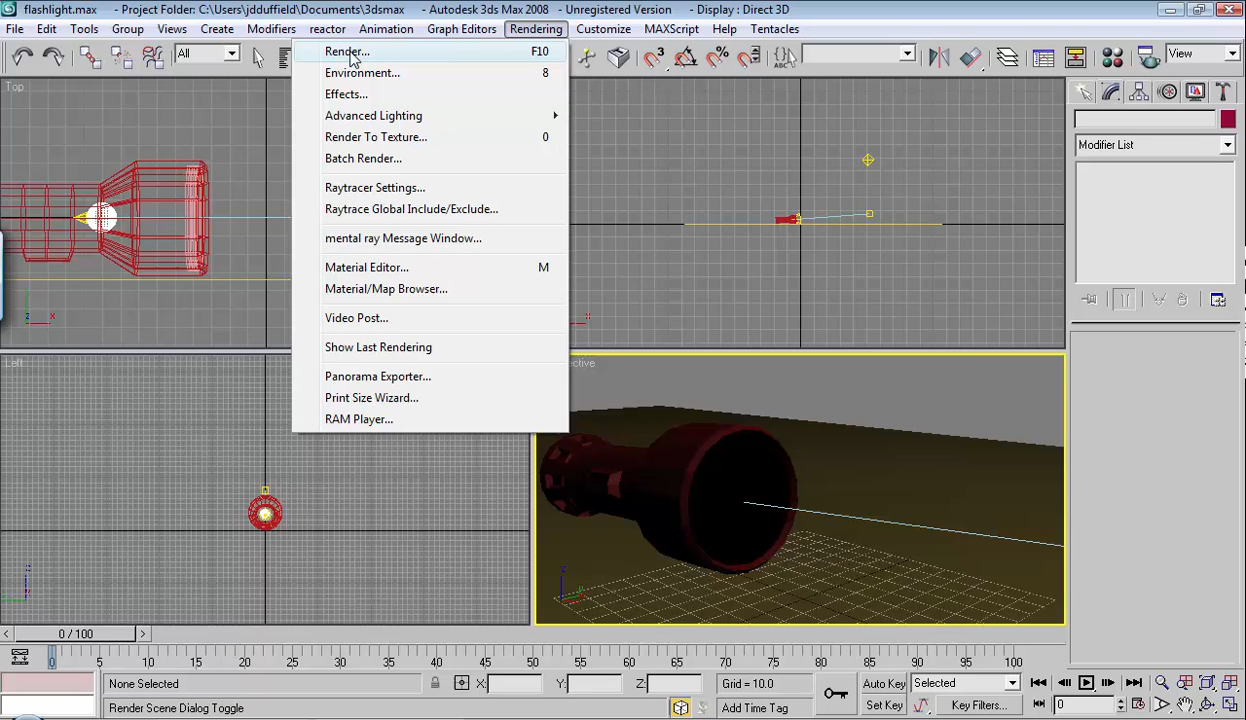 flashlight.max - Project Folder: C:\Users\jdduffield\Documents\3dsmax - Autodesk 3ds Max 2008 - Unregistered Version - Display : Direct 3D
File Edit Tools Group Views Create Modifiers reactor Animation Graph Editors Rendering Customize MAXScript Help Tentacles
All
View
Render... F10
Environment... 8
Effects...
Advanced Lighting
Render To Texture... 0
Batch Render...
Raytracer Settings...
Raytrace Global Include/Exclude...
mental ray Message Window...
Material Editor... M
Material/Map Browser...
Video Post...
Show Last Rendering
Panorama Exporter...
Print Size Wizard...
RAM Player...
Top
Left
ective
Modifier List
0 / 100
0 5 10 15 20 25 30 35 40 45 50 55 60 65 70 75 80 85 90 95 100
None Selected X: Y: Z: Grid = 10.0 Auto Key Selected
Render Scene Dialog Toggle Add Time Tag Set Key Key Filters... 0